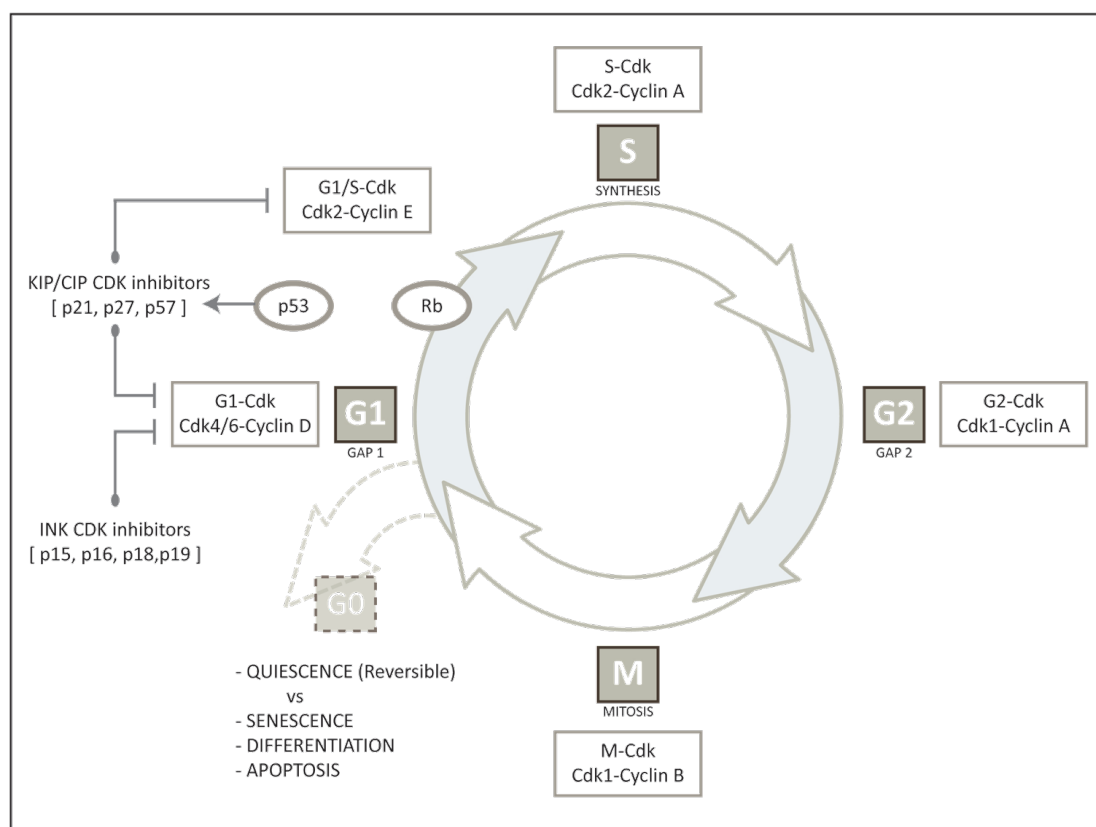 S-Cdk
Cdk2-Cyclin A
S
SYNTHESIS
G1/S-Cdk
Cdk2-Cyclin E
KIP/CIP CDK inhibitors
[ p21, p27, p57 ]
p53
Rb
G1-Cdk
Cdk4/6-Cyclin D
G1
GAP 1
G2
GAP 2
G2-Cdk
Cdk1-Cyclin A
INK CDK inhibitors
[ p15, p16, p18,p19 ]
G0
- QUIESCENCE (Reversible)
vs
- SENESCENCE
- DIFFERENTIATION
- APOPTOSIS
M
MITOSIS
M-Cdk
Cdk1-Cyclin B